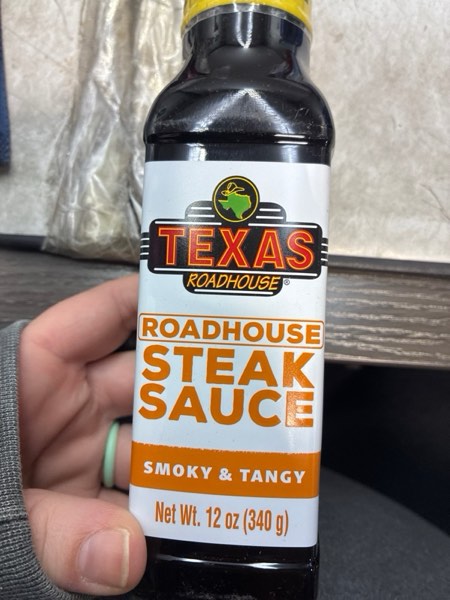 TEXAS
ROADHOUSE®
ROADHOUSE
STEAK
SAUCE
SMOKY & TANGY
Net Wt. 12 oz (340 g)